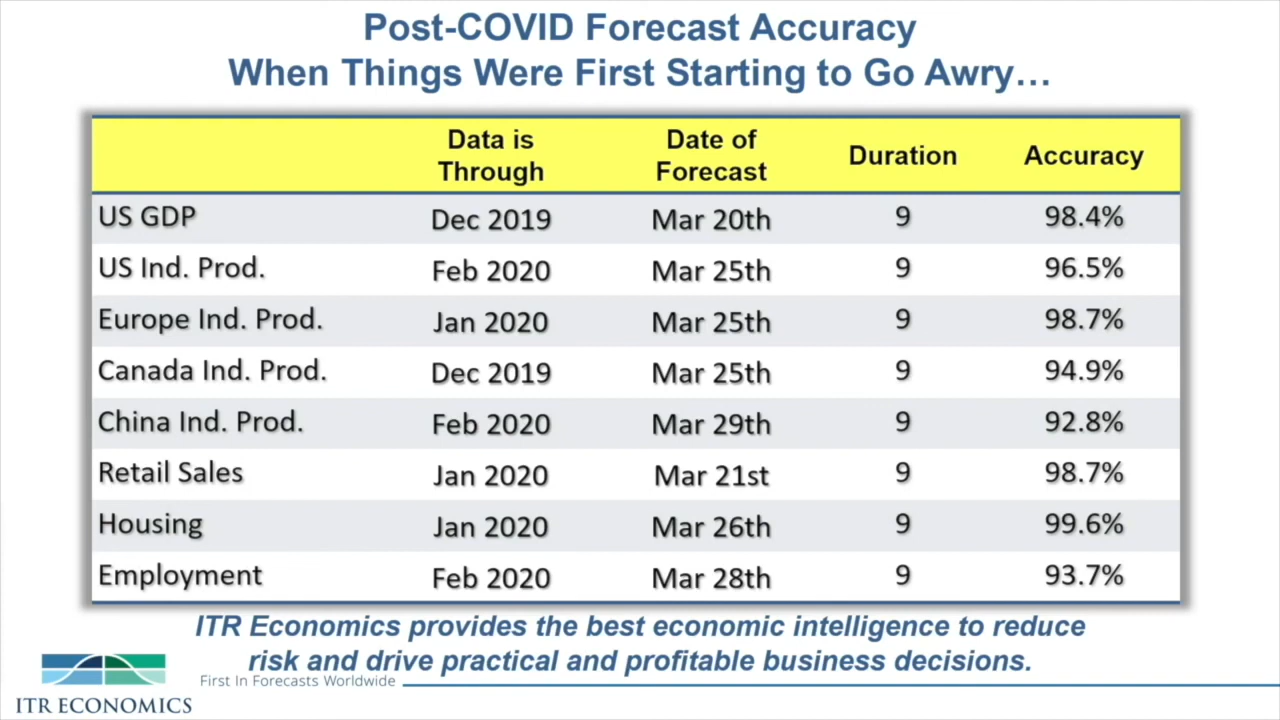 Post-COVID Forecast Accuracy
When Things Were First Starting to Go Awry…
Data is Through Date of Forecast Duration Accuracy
US GDP Dec 2019 Mar 20th 9 98.4%
US Ind. Prod. Feb 2020 Mar 25th 9 96.5%
Europe Ind. Prod. Jan 2020 Mar 25th 9 98.7%
Canada Ind. Prod. Dec 2019 Mar 25th 9 94.9%
China Ind. Prod. Feb 2020 Mar 29th 9 92.8%
Retail Sales Jan 2020 Mar 21st 9 98.7%
Housing Jan 2020 Mar 26th 9 99.6%
Employment Feb 2020 Mar 28th 9 93.7%
ITR Economics provides the best economic intelligence to reduce
risk and drive practical and profitable business decisions.
First In Forecasts Worldwide
ITR ECONOMICS